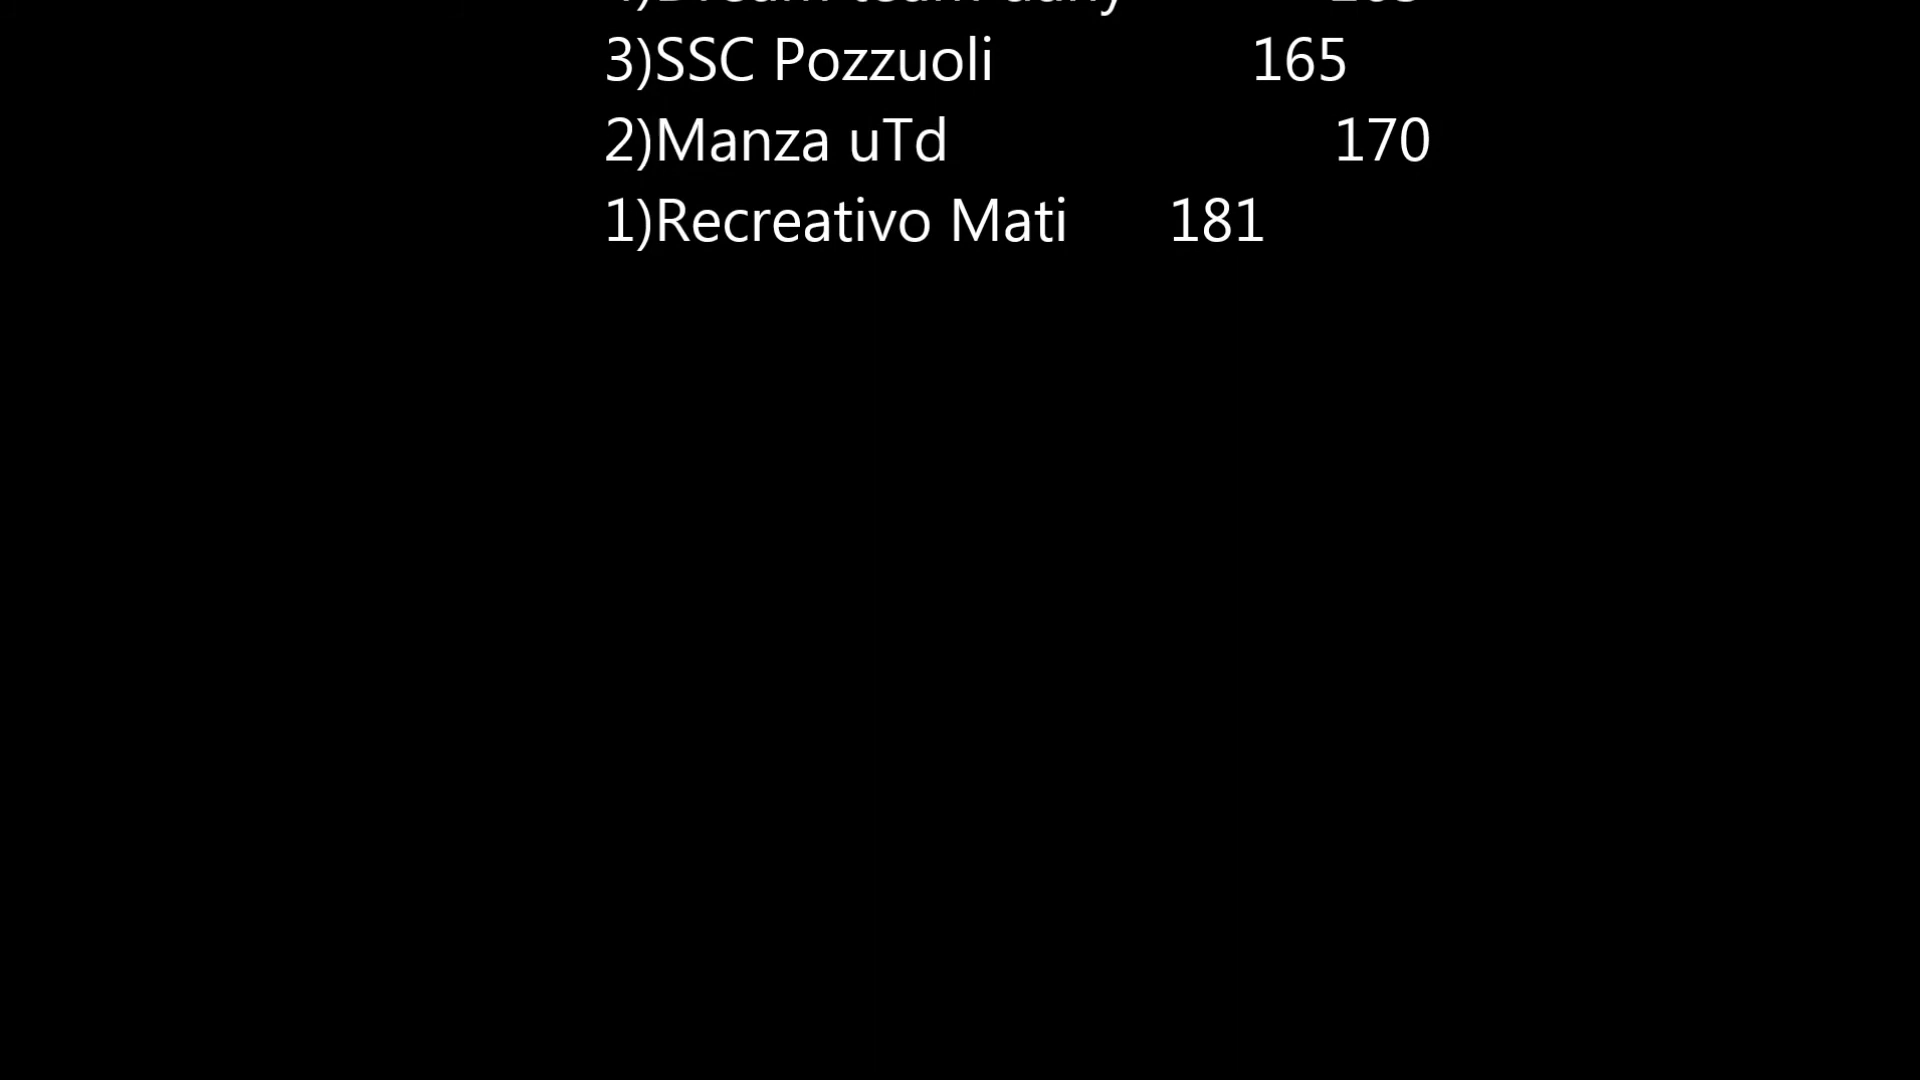 3)SSC Pozzuoli 165
2)Manza uTd 170
1)Recreativo Mati 181